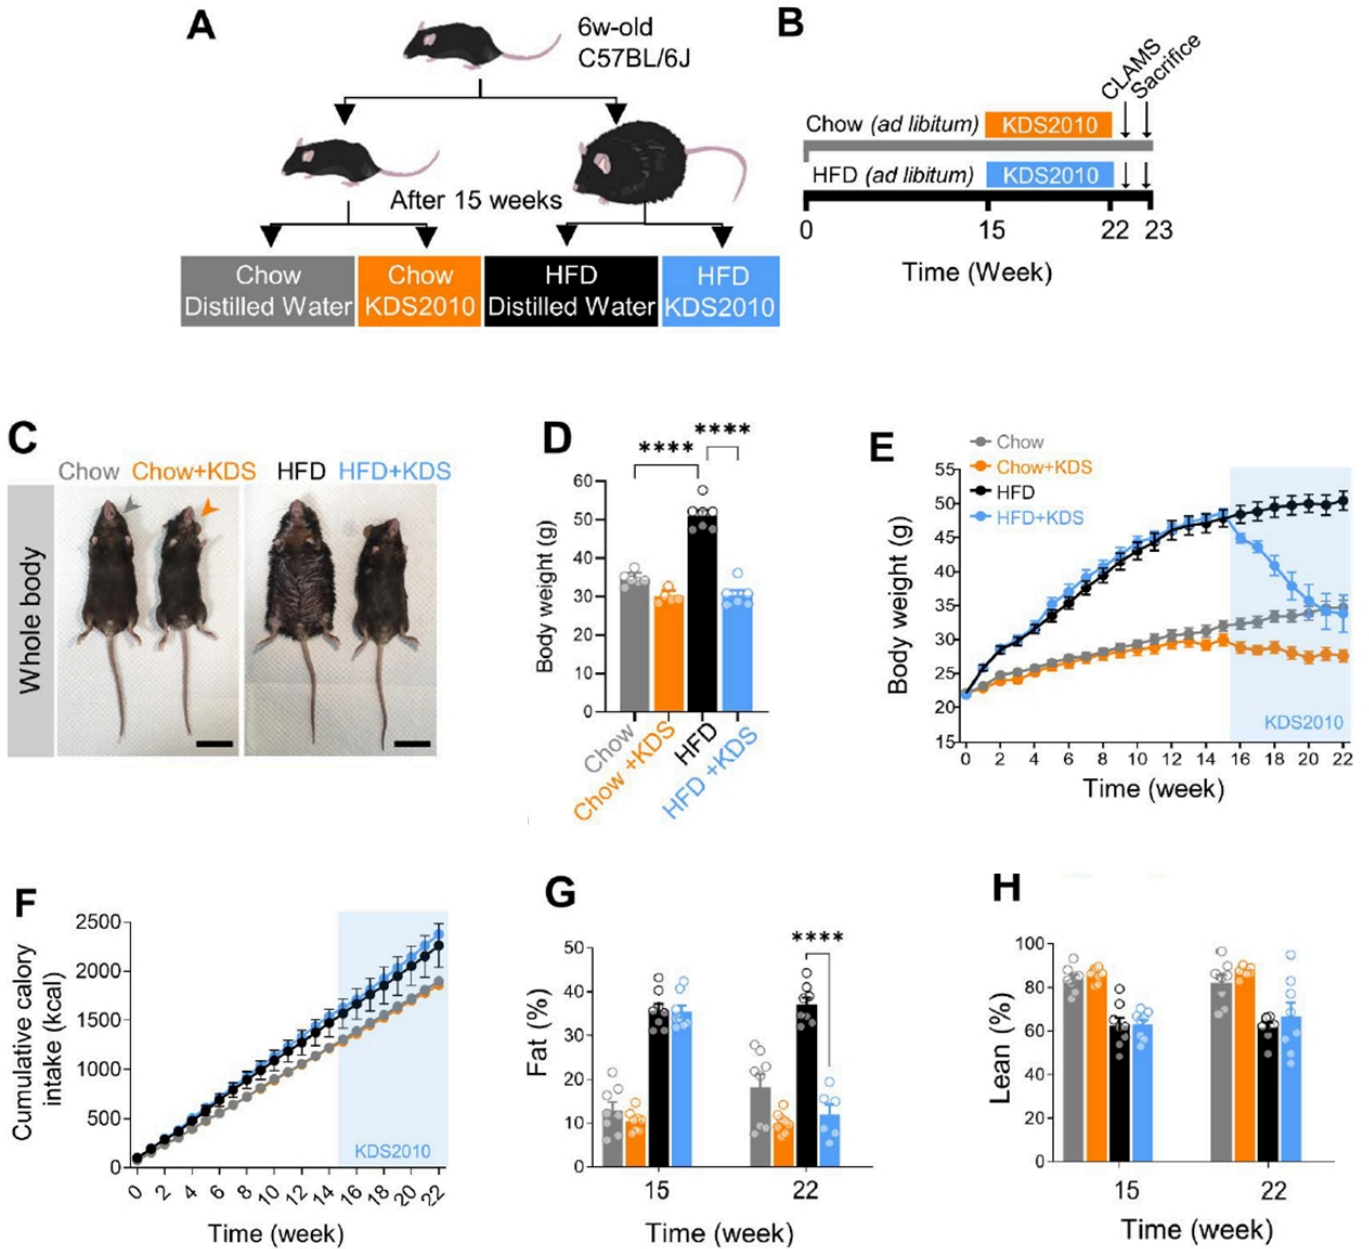 A
6w-old
C57BL/6J
After 15 weeks
Chow
Distilled Water
Chow
KDS2010
HFD
Distilled Water
HFD
KDS2010
B
CLAMS
Sacrifice
Chow (ad libitum)
KDS2010
HFD (ad libitum)
KDS2010
0
15
22
23
Time (Week)
C
Chow
Chow+KDS
HFD
HFD+KDS
Whole body
D
****
****
Body weight (g)
60
50
40
30
20
10
0
Chow
Chow +KDS
HFD
HFD +KDS
E
Chow
Chow+KDS
HFD
HFD+KDS
Body weight (g)
55
50
45
40
35
30
25
20
15
KDS2010
0 2 4 6 8 10 12 14 16 18 20 22
Time (week)
F
Cumulative calory
intake (kcal)
2500
2000
1500
1000
500
0
KDS2010
0 2 4 6 8 10 12 14 16 18 20 22
Time (week)
G
****
Fat (%)
50
40
30
20
10
0
15
22
Time (week)
H
Lean (%)
100
80
60
40
20
0
15
22
Time (week)